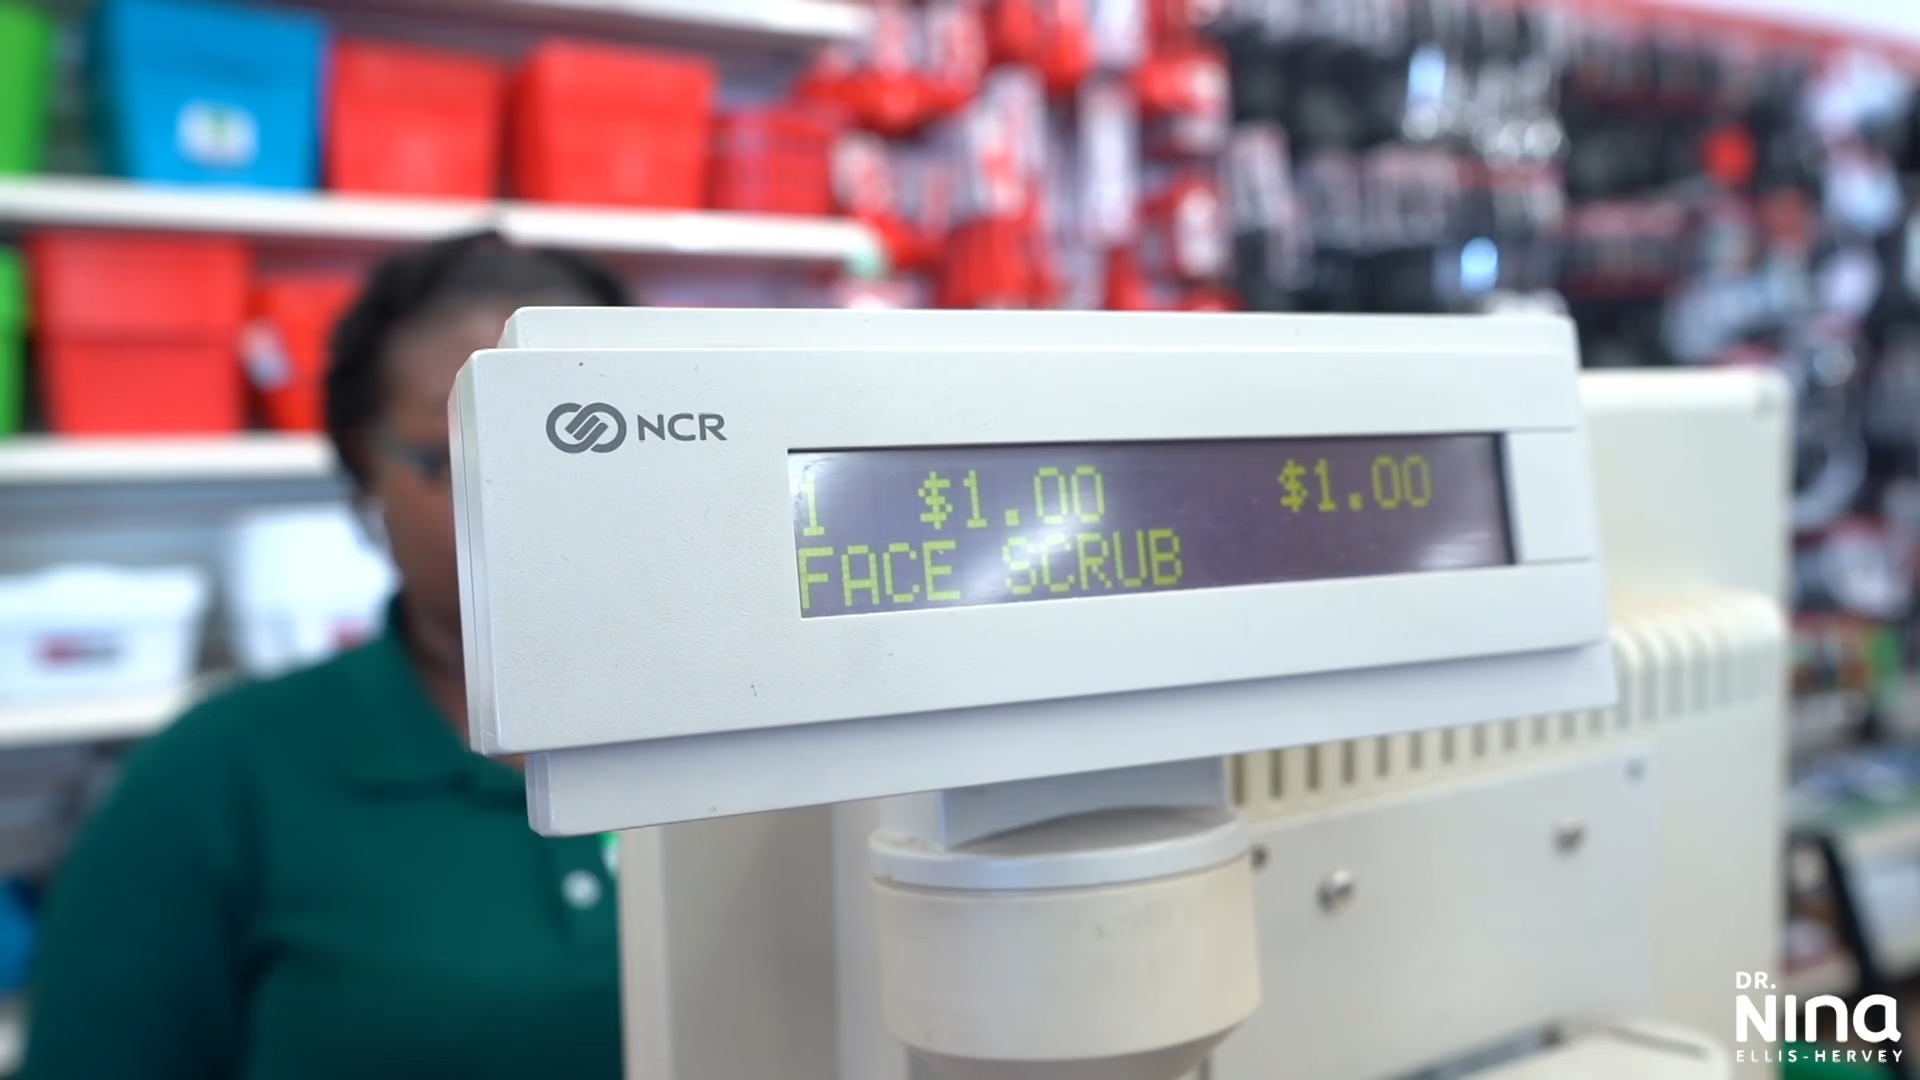 NCR
1 $1.00 $1.00
FACE SCRUB
DR.
Nina
ELLIS-HERVEY